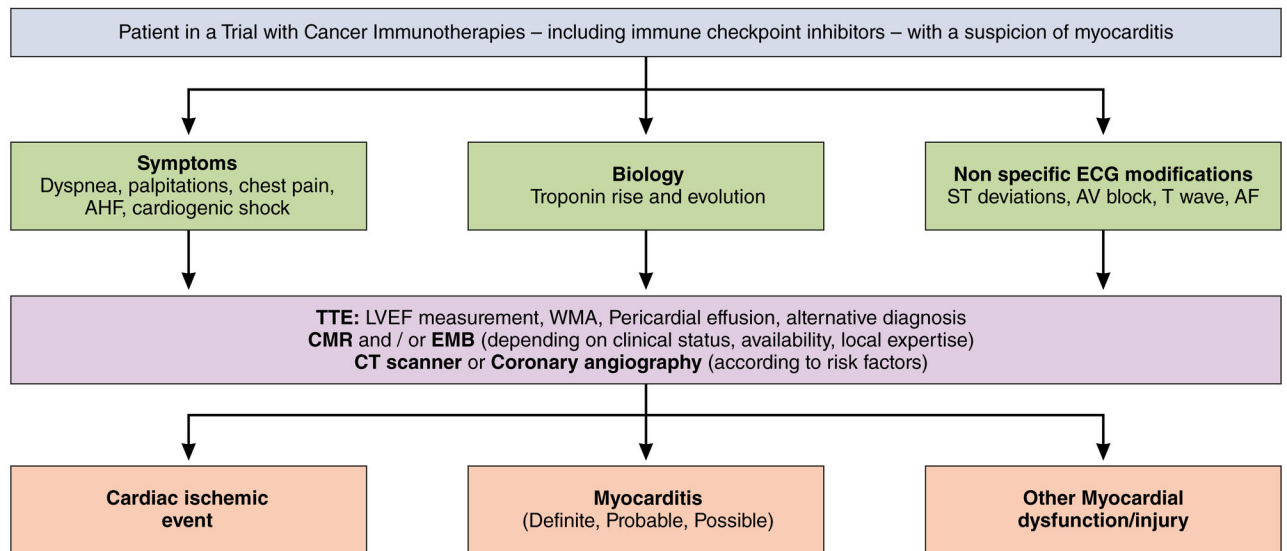 Patient in a Trial with Cancer Immunotherapies – including immune checkpoint inhibitors – with a suspicion of myocarditis
Symptoms
Dyspnea, palpitations, chest pain,
AHF, cardiogenic shock
Biology
Troponin rise and evolution
Non specific ECG modifications
ST deviations, AV block, T wave, AF
TTE: LVEF measurement, WMA, Pericardial effusion, alternative diagnosis
CMR and / or EMB (depending on clinical status, availability, local expertise)
CT scanner or Coronary angiography (according to risk factors)
Cardiac ischemic
event
Myocarditis
(Definite, Probable, Possible)
Other Myocardial
dysfunction/injury